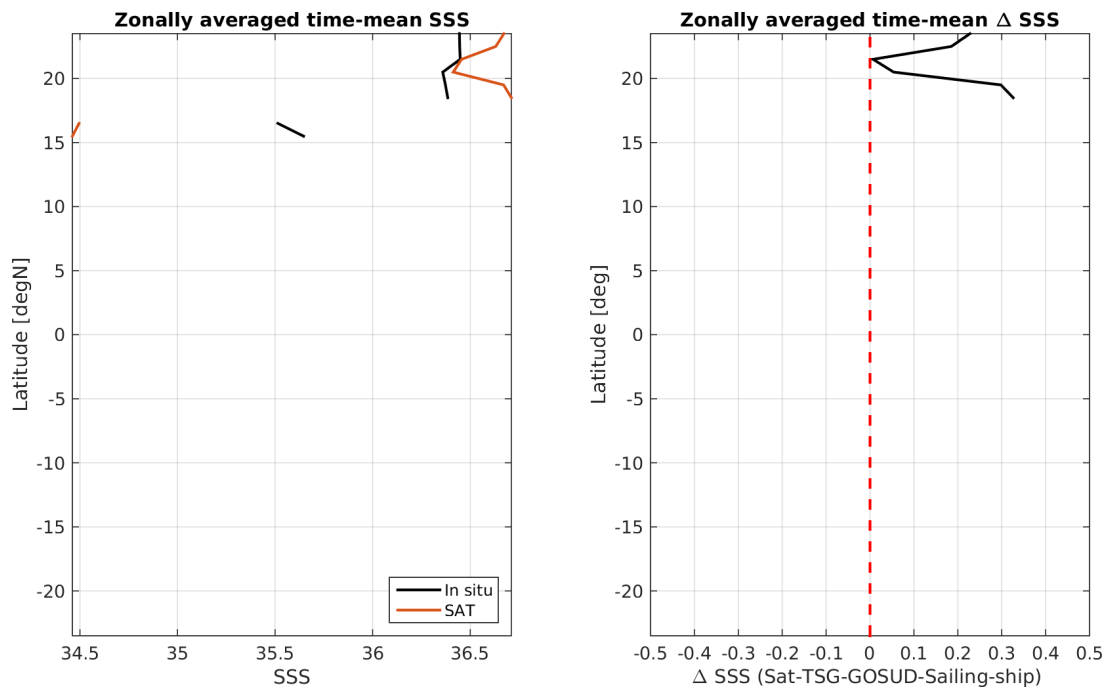 Zonally averaged time-mean SSS
Latitude [degN]
20
15
10
5
0
-5
-10
-15
-20
34.5 35 35.5 36 36.5
SSS
In situ
SAT
Zonally averaged time-mean Δ SSS
Latitude [deg]
20
15
10
5
0
-5
-10
-15
-20
-0.5 -0.4 -0.3 -0.2 -0.1 0 0.1 0.2 0.3 0.4 0.5
Δ SSS (Sat-TSG-GOSUD-Sailing-ship)